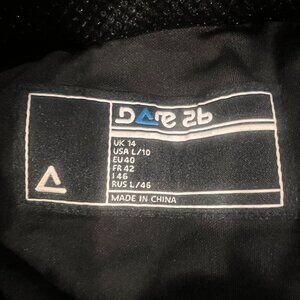 DARE 2b
UK 14
USA L/10
EU 40
FR 42
I 46
RUS L/46
MADE IN CHINA